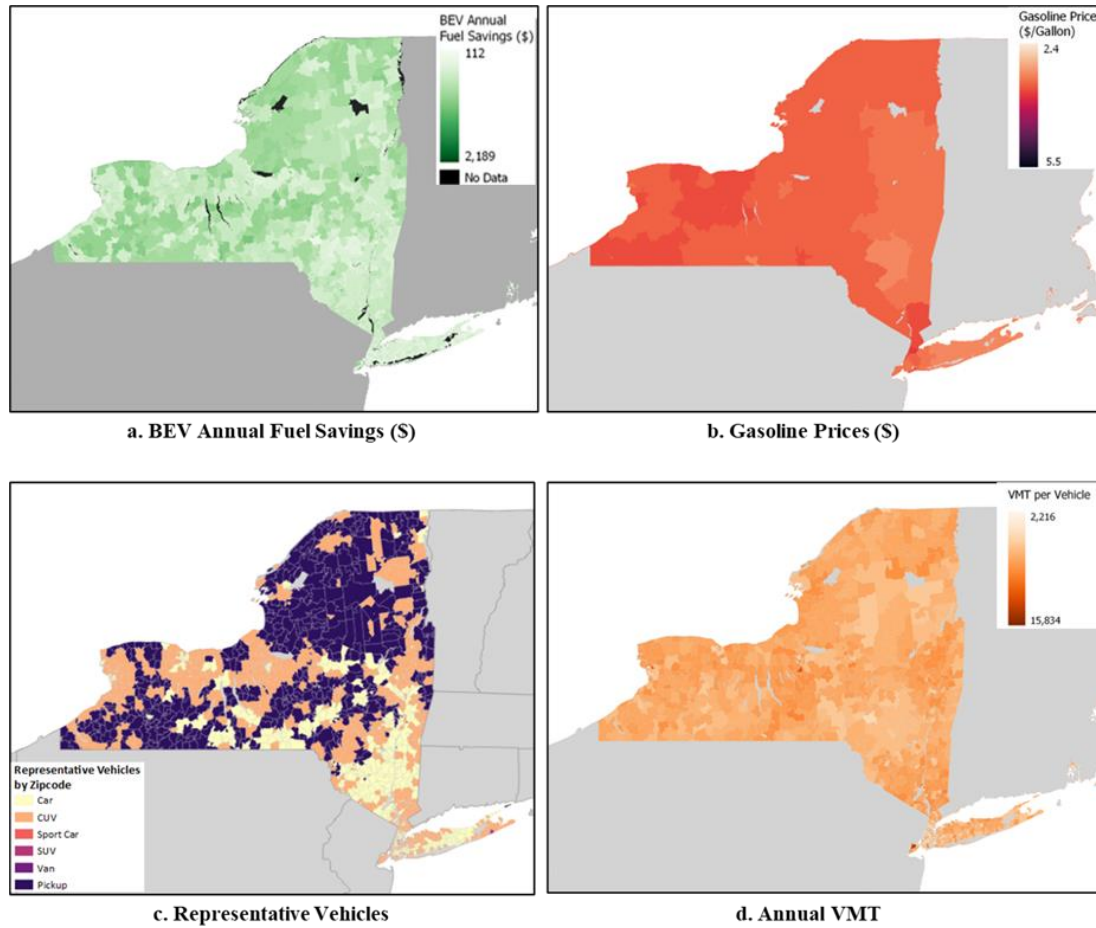 BEV Annual
Fuel Savings ($)
112
2,189
No Data
a. BEV Annual Fuel Savings ($)
Gasoline Price
($/Gallon)
2.4
5.5
b. Gasoline Prices ($)
Representative Vehicles
by Zipcode
Car
CUV
Sport Car
SUV
Van
Pickup
c. Representative Vehicles
VMT per Vehicle
2,216
15,834
d. Annual VMT